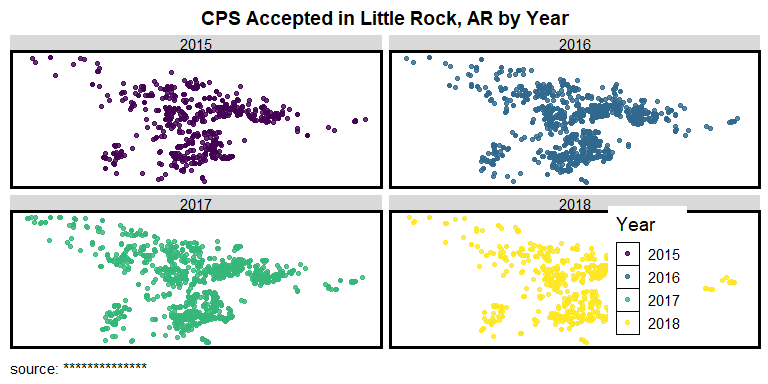 CPS Accepted in Little Rock, AR by Year
2015
2016
2017
2018
Year
2015
2016
2017
2018
source: **************